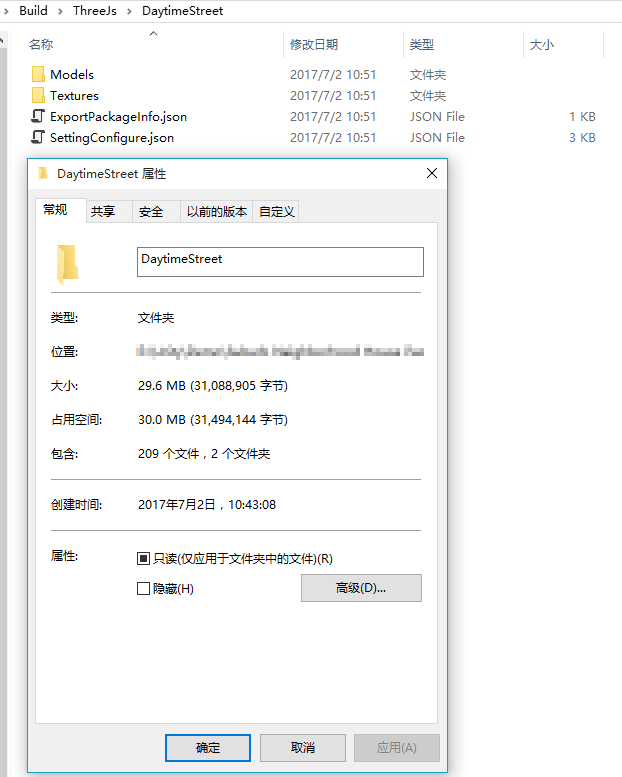 Build ThreeJs DaytimeStreet
名称 修改日期 类型 大小
Models 2017/7/2 10:51 文件夹
Textures 2017/7/2 10:51 文件夹
ExportPackageInfo.json 2017/7/2 10:51 JSON File 1 KB
SettingConfigure.json 2017/7/2 10:51 JSON File 3 KB
DaytimeStreet 属性
常规 共享 安全 以前的版本 自定义
DaytimeStreet
类型: 文件夹
位置:
大小: 29.6 MB (31,088,905 字节)
占用空间: 30.0 MB (31,494,144 字节)
包含: 209 个文件，2 个文件夹
创建时间: 2017年7月2日，10:43:08
属性: 只读(仅应用于文件夹中的文件)(R)
隐藏(H) 高级(D)...
确定 取消 应用(A)